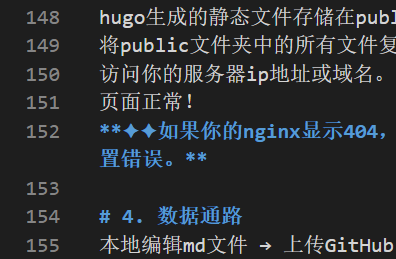 148 hugo生成的静态文件存储在publ
149 将public文件夹中的所有文件复
150 访问你的服务器ip地址或域名。
151 页面正常！
152 **✦✦如果你的nginx显示404，
置错误。**
153
154 # 4. 数据通路
155 本地编辑md文件 → 上传GitHub